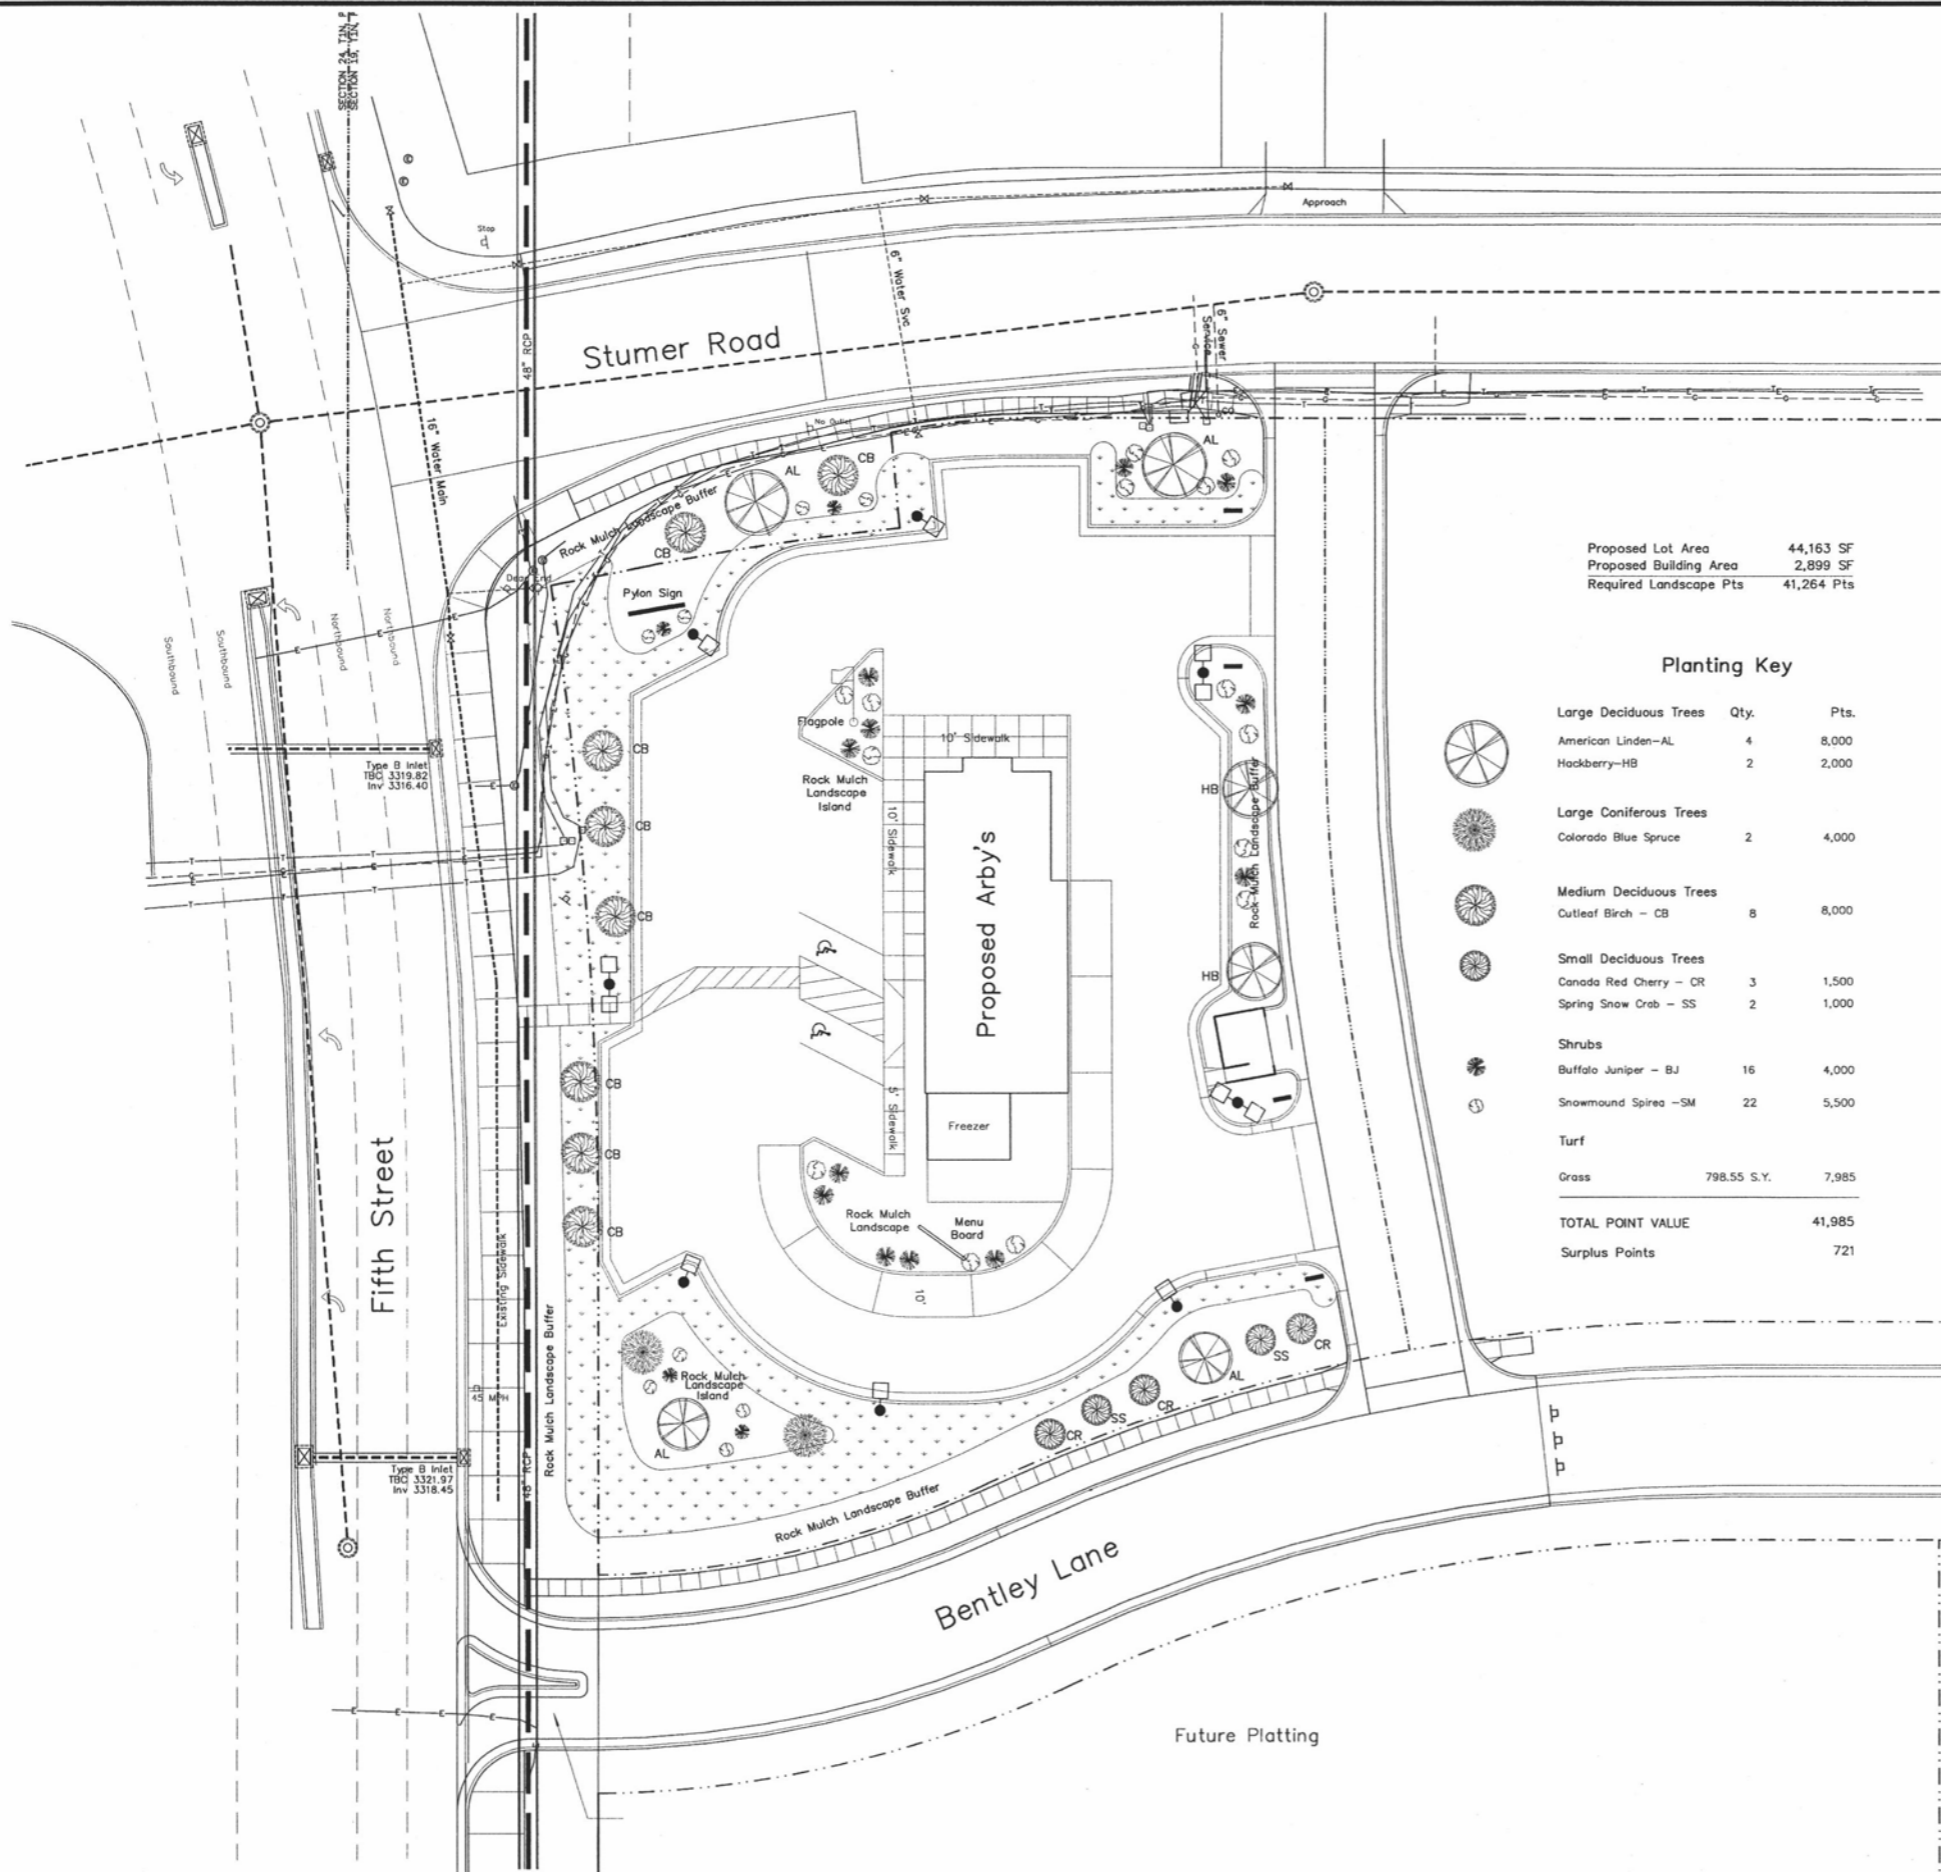 SECTION 24, T1N, R
SECTION 19, T1N, R
Stop
Approach
6" Water Svc
48" RCP
Stumer Road
6" Sewer
Service
16" Water Main
No Outlet
AL
CB
AL
Rock Mulch Landscape Buffer
CB
Dead End
Pylon Sign
Southbound
Southbound
Northbound
Northbound
Flagpole
10' Sidewalk
Type B Inlet
TBC 3319.82
Inv 3316.40
CB
Rock Mulch
Landscape
Island
10' Sidewalk
HB
Rock Mulch Landscape Buffer
CB
Proposed Arby's
CB
HB
CB
CB
CB
5' Sidewalk
Freezer
Fifth Street
Existing Sidewalk
Rock Mulch
Landscape
Menu
Board
10'
Rock Mulch Landscape Buffer
45 MPH
Rock Mulch
Landscape
Island
AL
CR
SS
CR
AL
SS
CR
Type B Inlet
TBC 3321.97
Inv 3318.45
48" RCP
Rock Mulch Landscape Buffer
Bentley Lane
Future Platting
Proposed Lot Area 44,163 SF
Proposed Building Area 2,899 SF
Required Landscape Pts 41,264 Pts
Planting Key
Large Deciduous Trees Qty. Pts.
American Linden-AL 4 8,000
Hackberry-HB 2 2,000
Large Coniferous Trees
Colorado Blue Spruce 2 4,000
Medium Deciduous Trees
Cutleaf Birch - CB 8 8,000
Small Deciduous Trees
Canada Red Cherry - CR 3 1,500
Spring Snow Crab - SS 2 1,000
Shrubs
Buffalo Juniper - BJ 16 4,000
Snowmound Spirea -SM 22 5,500
Turf
Grass 798.55 S.Y. 7,985
TOTAL POINT VALUE 41,985
Surplus Points 721